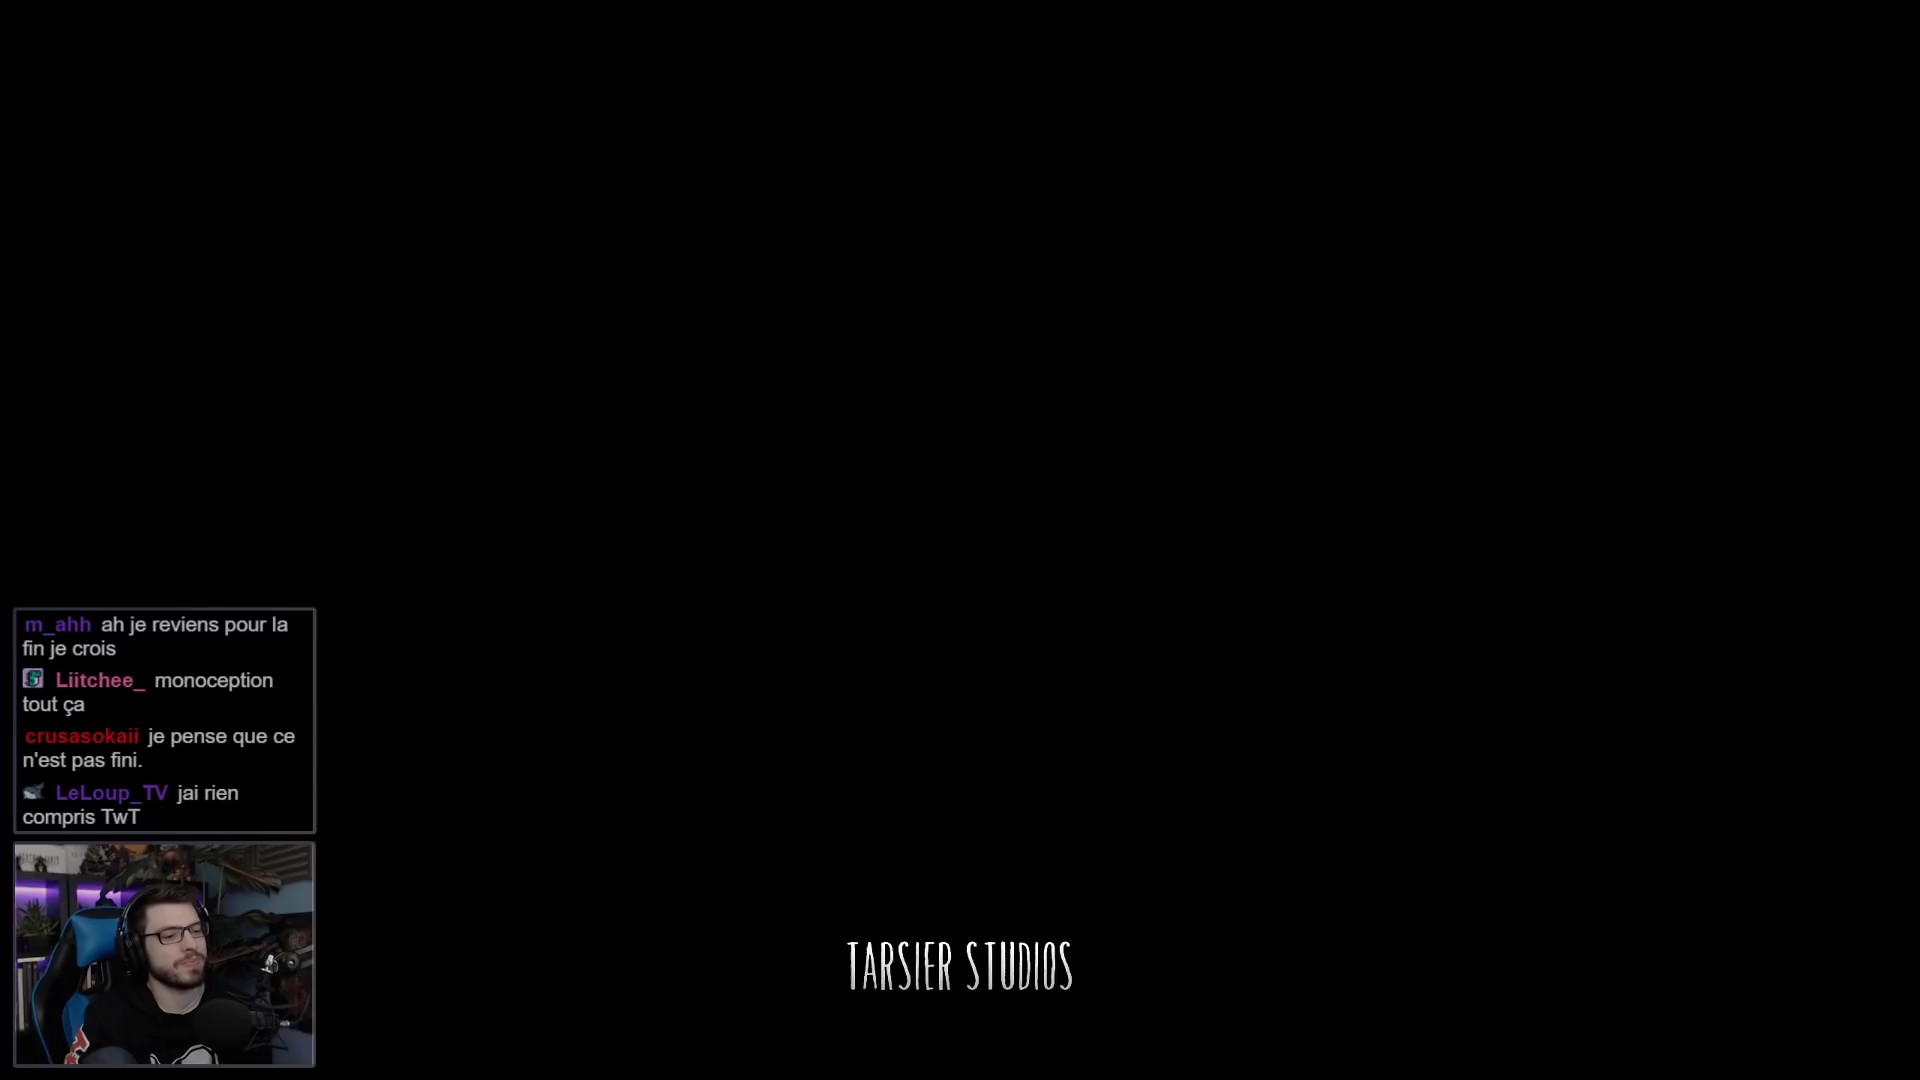 m_ahh ah je reviens pour la
fin je crois
Liitchee_ monoception
tout ça
crusasokaii je pense que ce
n'est pas fini.
LeLoup_TV jai rien
compris TwT
TARSIER STUDIOS